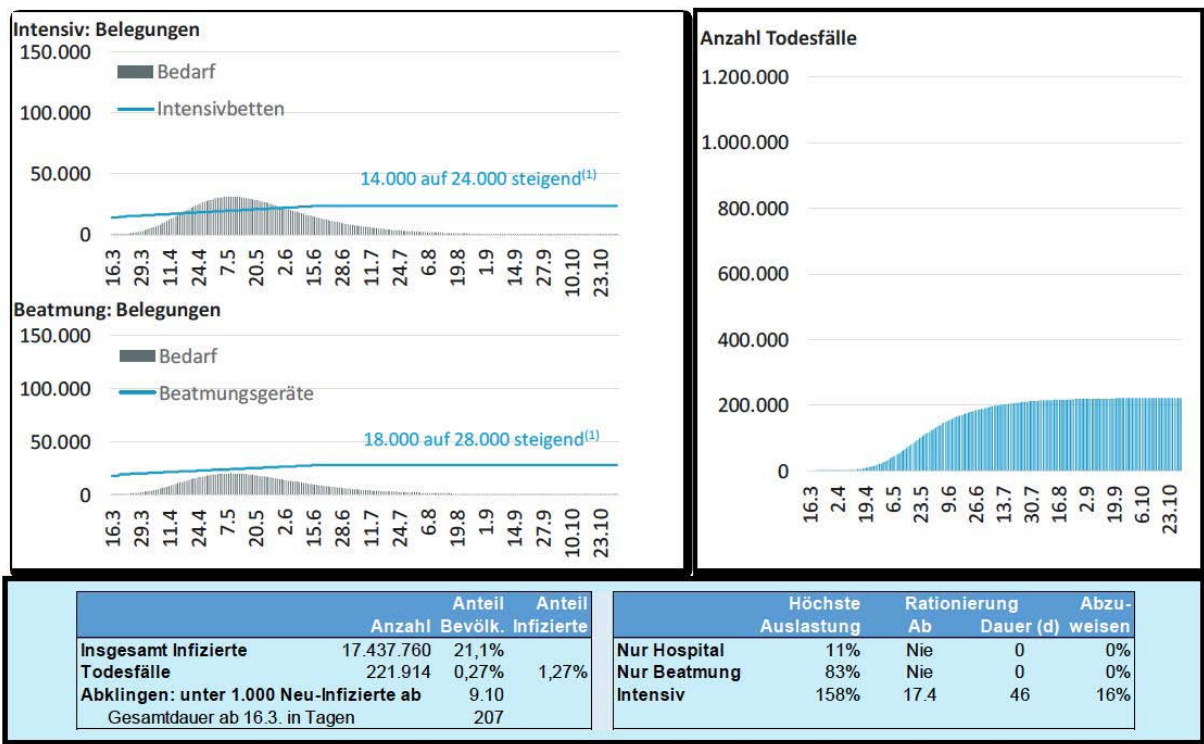 Intensiv: Belegungen
150.000
Bedarf
100.000
Intensivbetten
50.000
14.000 auf 24.000 steigend(1)
0
16.3 29.3 11.4 24.4 7.5 20.5 2.6 15.6 28.6 11.7 24.7 6.8 19.8 1.9 14.9 27.9 10.10 23.10
Beatmung: Belegungen
150.000
Bedarf
100.000
Beatmungsgeräte
50.000
18.000 auf 28.000 steigend(1)
0
16.3 29.3 11.4 24.4 7.5 20.5 2.6 15.6 28.6 11.7 24.7 6.8 19.8 1.9 14.9 27.9 10.10 23.10
Anzahl Todesfälle
1.200.000
1.000.000
800.000
600.000
400.000
200.000
0
16.3 2.4 19.4 6.5 23.5 9.6 26.6 13.7 30.7 16.8 2.9 19.9 6.10 23.10
Anteil Anteil
Anzahl Bevölk. Infizierte
Insgesamt Infizierte 17.437.760 21,1%
Todesfälle 221.914 0,27% 1,27%
Abklingen: unter 1.000 Neu-Infizierte ab 9.10
Gesamtdauer ab 16.3. in Tagen 207
Höchste Rationierung Abzu-
Auslastung Ab Dauer (d) weisen
Nur Hospital 11% Nie 0 0%
Nur Beatmung 83% Nie 0 0%
Intensiv 158% 17.4 46 16%